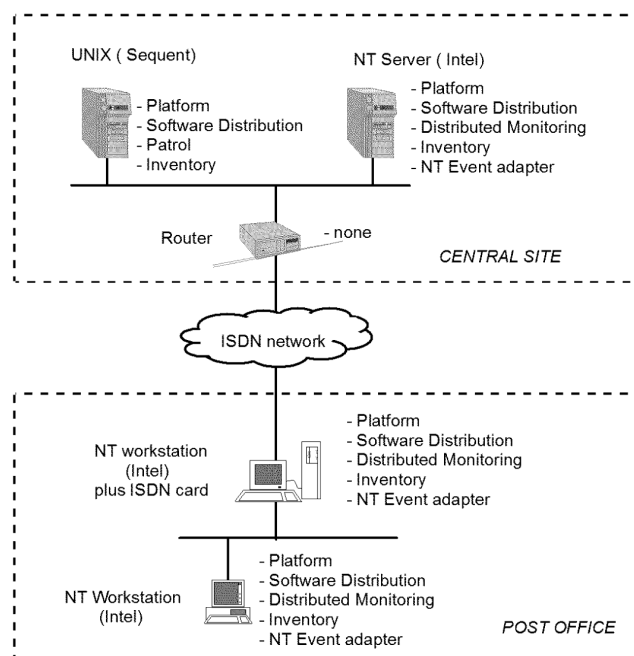 UNIX ( Sequent)
- Platform
- Software Distribution
- Patrol
- Inventory
NT Server ( Intel)
- Platform
- Software Distribution
- Distributed Monitoring
- Inventory
- NT Event adapter
Router
- none
CENTRAL SITE
ISDN network
NT workstation
(Intel)
plus ISDN card
- Platform
- Software Distribution
- Distributed Monitoring
- Inventory
- NT Event adapter
NT Workstation
(Intel)
- Platform
- Software Distribution
- Distributed Monitoring
- Inventory
- NT Event adapter
POST OFFICE